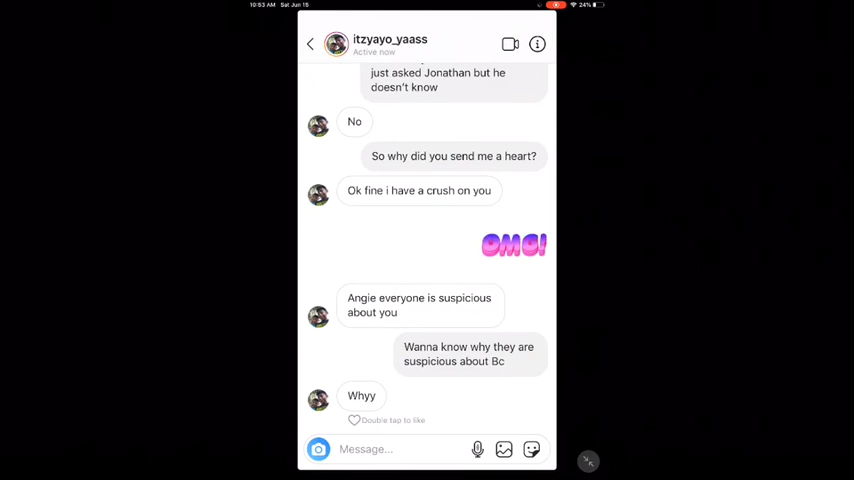 10:53 AM Sat Jun 15
24%
itzyayo_yaass
Active now
just asked Jonathan but he
doesn't know
No
So why did you send me a heart?
Ok fine i have a crush on you
OMG!
Angie everyone is suspicious
about you
Wanna know why they are
suspicious about Bc
Whyy
Double tap to like
Message...